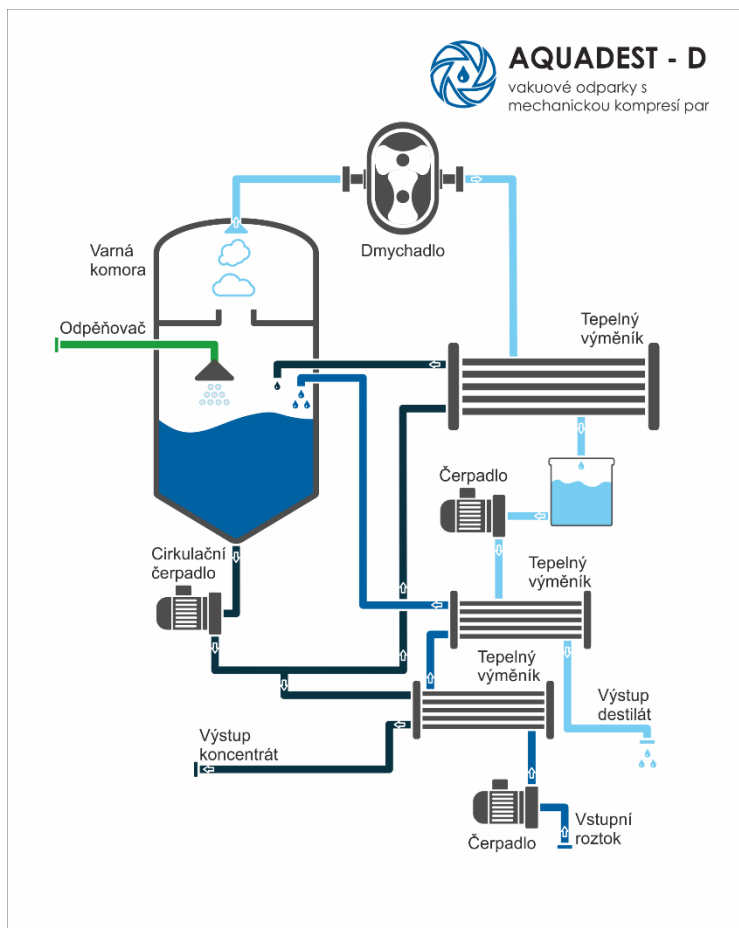 AQUADEST - D
vakuové odparky s
mechanickou kompresí par
Varná
komora
Dmychadlo
Odpěňovač
Tepelný
výměník
Čerpadlo
Cirkulační
čerpadlo
Tepelný
výměník
Tepelný
výměník
Výstup
destilát
Výstup
koncentrát
Čerpadlo
Vstupní
roztok